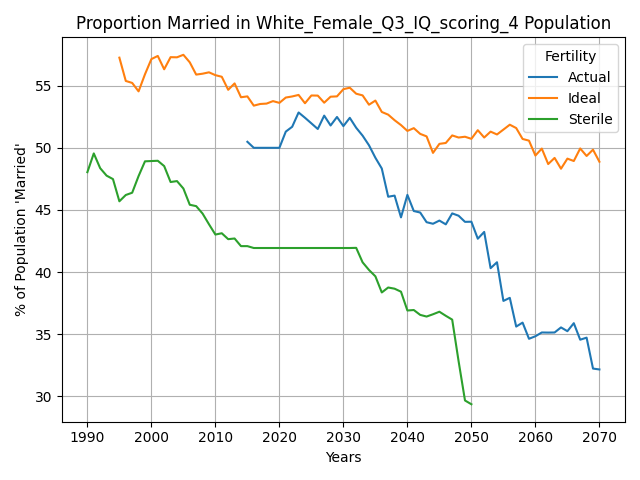 Proportion Married in White_Female_Q3_IQ_scoring_4 Population
Fertility
Actual
Ideal
Sterile
% of Population 'Married'
55
50
45
40
35
30
1990 2000 2010 2020 2030 2040 2050 2060 2070
Years